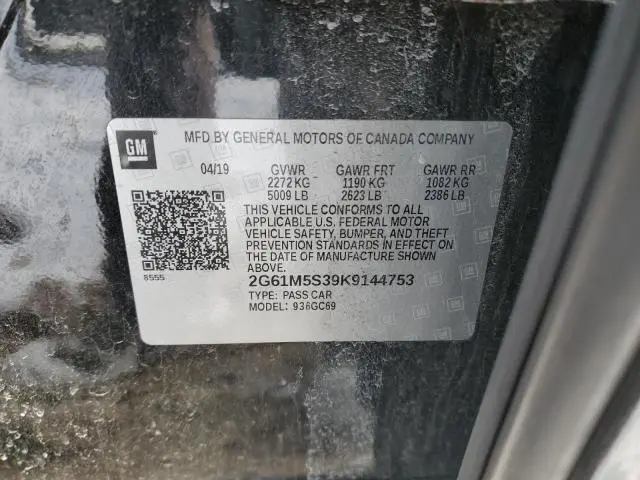 MFD BY GENERAL MOTORS OF CANADA COMPANY
GM
04/19 GVWR GAWR FRT GAWR RR
2272 KG 1190 KG 1082 KG
5009 LB 2623 LB 2386 LB
THIS VEHICLE CONFORMS TO ALL
APPLICABLE U.S. FEDERAL MOTOR
VEHICLE SAFETY, BUMPER, AND THEFT
PREVENTION STANDARDS IN EFFECT
ON THE DATE OF MANUFACTURE SHOWN
ABOVE.
8555
2G61M5S39K9144753
TYPE: PASS CAR
MODEL: 936GC69